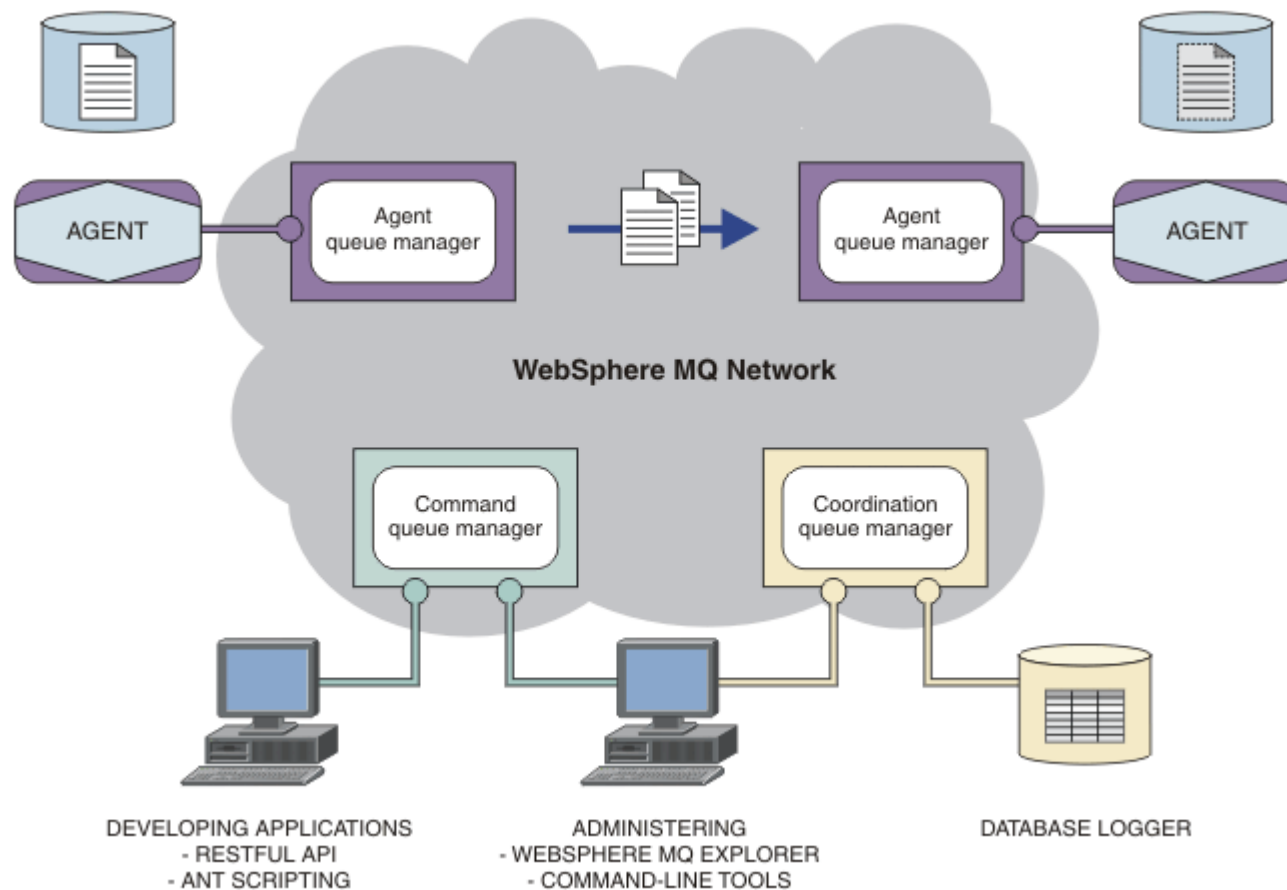 AGENT
Agent
queue manager
Agent
queue manager
AGENT
WebSphere MQ Network
Command
queue manager
Coordination
queue manager
DEVELOPING APPLICATIONS
- RESTFUL API
- ANT SCRIPTING
ADMINISTERING
- WEBSPHERE MQ EXPLORER
- COMMAND-LINE TOOLS
DATABASE LOGGER